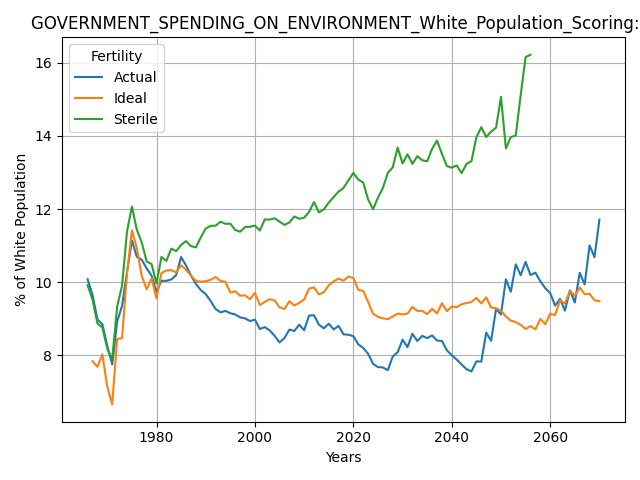 GOVERNMENT_SPENDING_ON_ENVIRONMENT_White_Population_Scoring:
Fertility
Actual
Ideal
Sterile
% of White Population
16
14
12
10
8
1980
2000
2020
2040
2060
Years